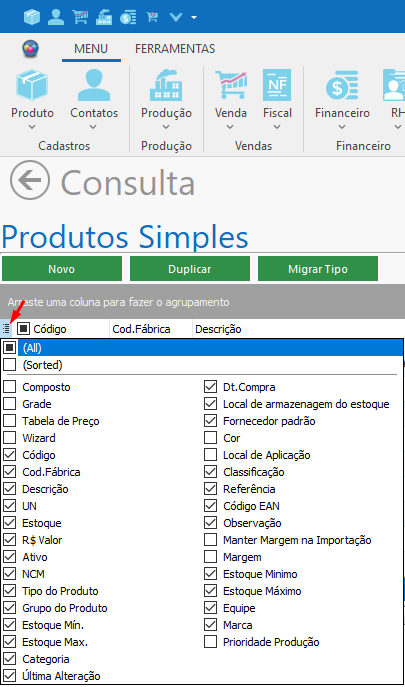 MENU FERRAMENTAS
NF
Produto Contatos Produção Venda Fiscal Financeiro RH
Cadastros Produção Vendas Financeiro
Consulta
Produtos Simples
Novo Duplicar Migrar Tipo
Arraste uma coluna para fazer o agrupamento
Código Cod.Fábrica Descrição
(All)
(Sorted)
Composto
Grade
Tabela de Preço
Wizard
Código
Cod.Fábrica
Descrição
UN
Estoque
R$ Valor
Ativo
NCM
Tipo do Produto
Grupo do Produto
Estoque Mín.
Estoque Max.
Categoria
Última Alteração
Dt.Compra
Local de armazenagem do estoque
Fornecedor padrão
Cor
Local de Aplicação
Classificação
Referência
Código EAN
Observação
Manter Margem na Importação
Margem
Estoque Minimo
Estoque Máximo
Equipe
Marca
Prioridade Produção